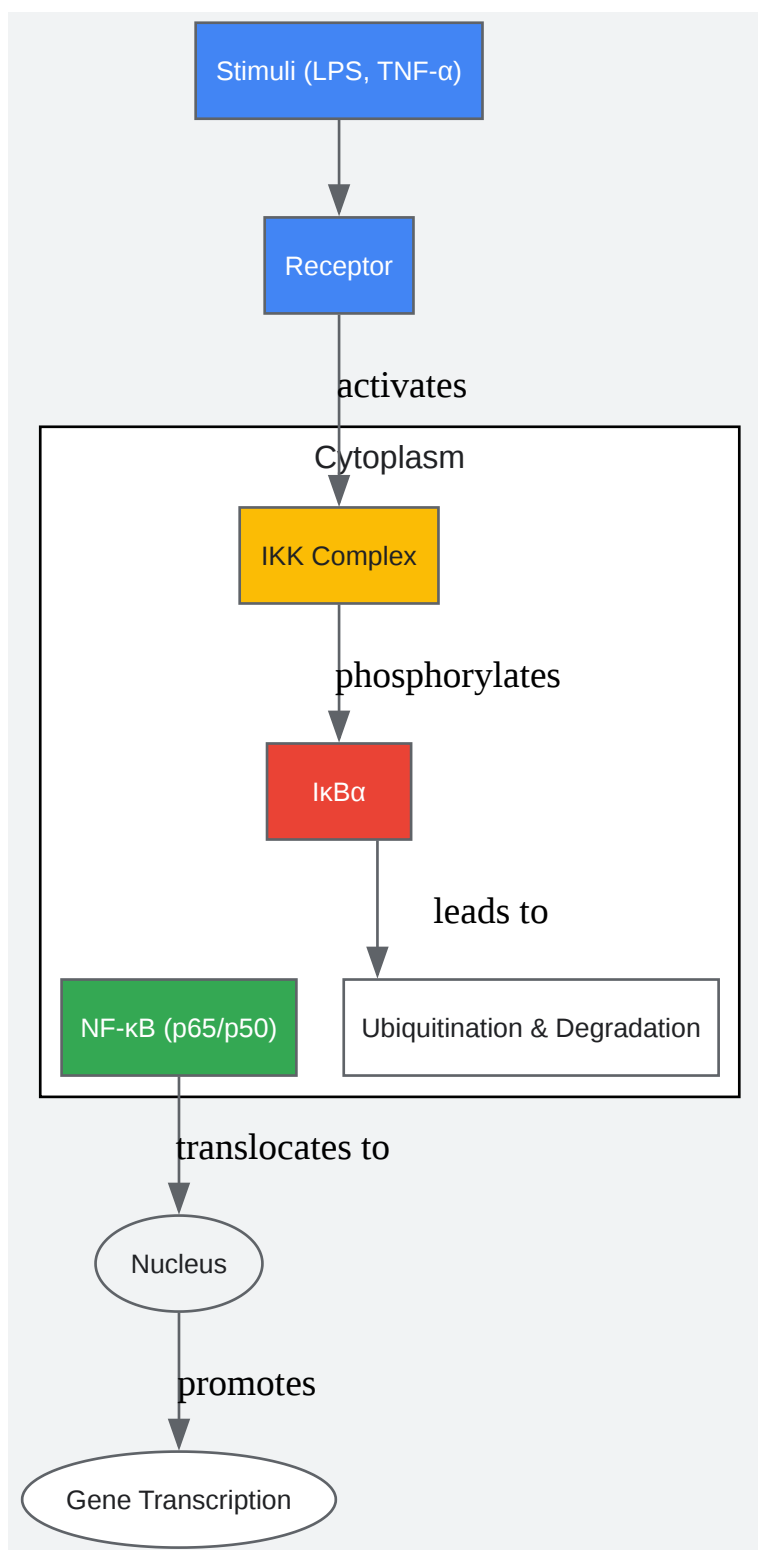 Stimuli (LPS, TNF-α)
Receptor
activates
Cytoplasm
IKK Complex
phosphorylates
IκBα
leads to
NF-κB (p65/p50)
Ubiquitination & Degradation
translocates to
Nucleus
promotes
Gene Transcription